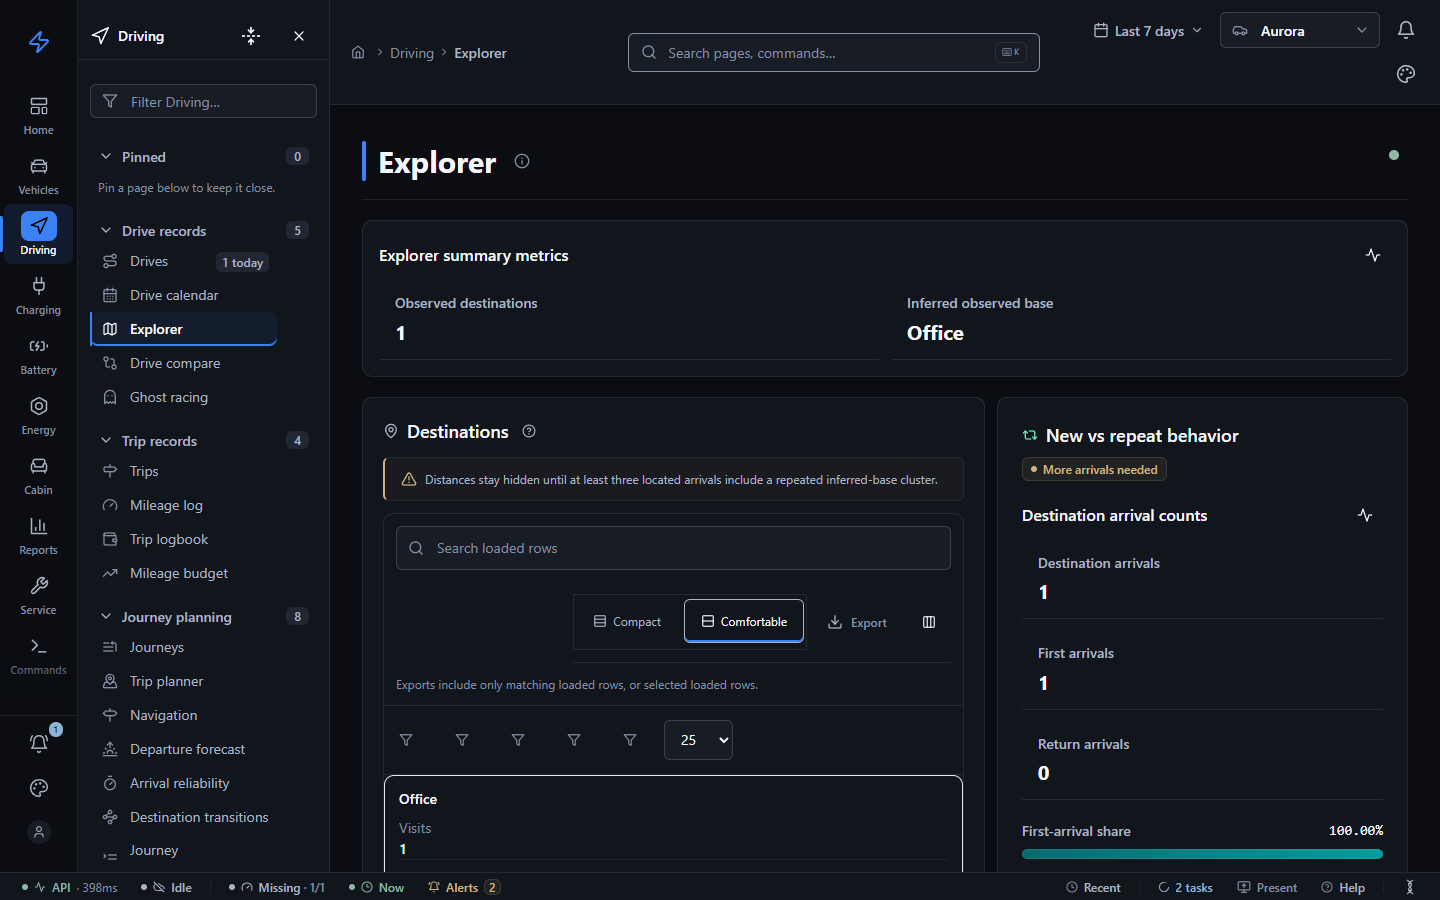 Home
Vehicles
Driving
Charging
Battery
Energy
Cabin
Reports
Service
Commands
1
Driving
Filter Driving...
Pinned 0
Pin a page below to keep it close.
Drive records 5
Drives 1 today
Drive calendar
Explorer
Drive compare
Ghost racing
Trip records 4
Trips
Mileage log
Trip logbook
Mileage budget
Journey planning 8
Journeys
Trip planner
Navigation
Departure forecast
Arrival reliability
Destination transitions
Journey
Driving Explorer
Search pages, commands... K
Last 7 days
Aurora
Explorer
Explorer summary metrics
Observed destinations
1
Inferred observed base
Office
Destinations
Distances stay hidden until at least three located arrivals include a repeated inferred-base cluster.
Search loaded rows
Compact Comfortable Export
Exports include only matching loaded rows, or selected loaded rows.
25
Office
Visits
1
New vs repeat behavior
More arrivals needed
Destination arrival counts
Destination arrivals
1
First arrivals
1
Return arrivals
0
First-arrival share 100.00%
API · 398ms Idle Missing · 1/1 Now Alerts 2 Recent 2 tasks Present Help